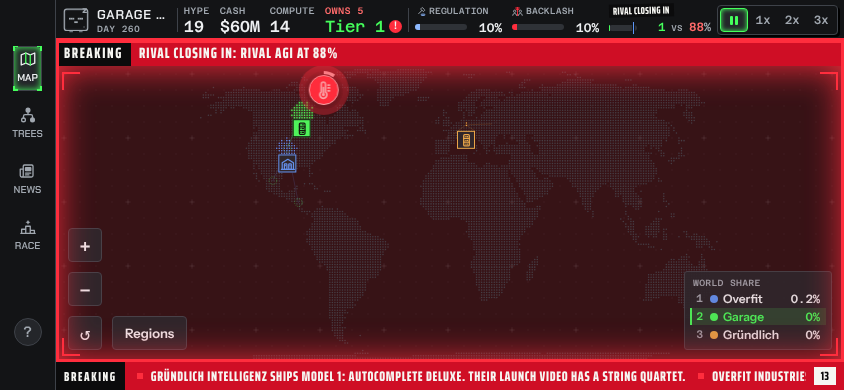 GARAGE ...
DAY 260
HYPE
19
CASH
$60M
COMPUTE
14
OWNS 5
Tier 1 !
REGULATION
10%
BACKLASH
10%
RIVAL CLOSING IN
1 VS 88%
1x 2x 3x
BREAKING RIVAL CLOSING IN: RIVAL AGI AT 88%
MAP
TREES
NEWS
RACE
?
+
−
↺
Regions
WORLD SHARE
1 Overfit 0.2%
2 Garage 0%
3 Gründlich 0%
BREAKING GRÜNDLICH INTELLIGENZ SHIPS MODEL 1: AUTOCOMPLETE DELUXE. THEIR LAUNCH VIDEO HAS A STRING QUARTET. OVERFIT INDUSTRIE 13